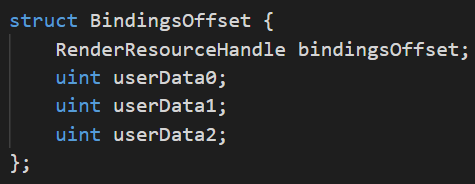 struct BindingsOffset {
    RenderResourceHandle bindingsOffset;
    uint userData0;
    uint userData1;
    uint userData2;
};